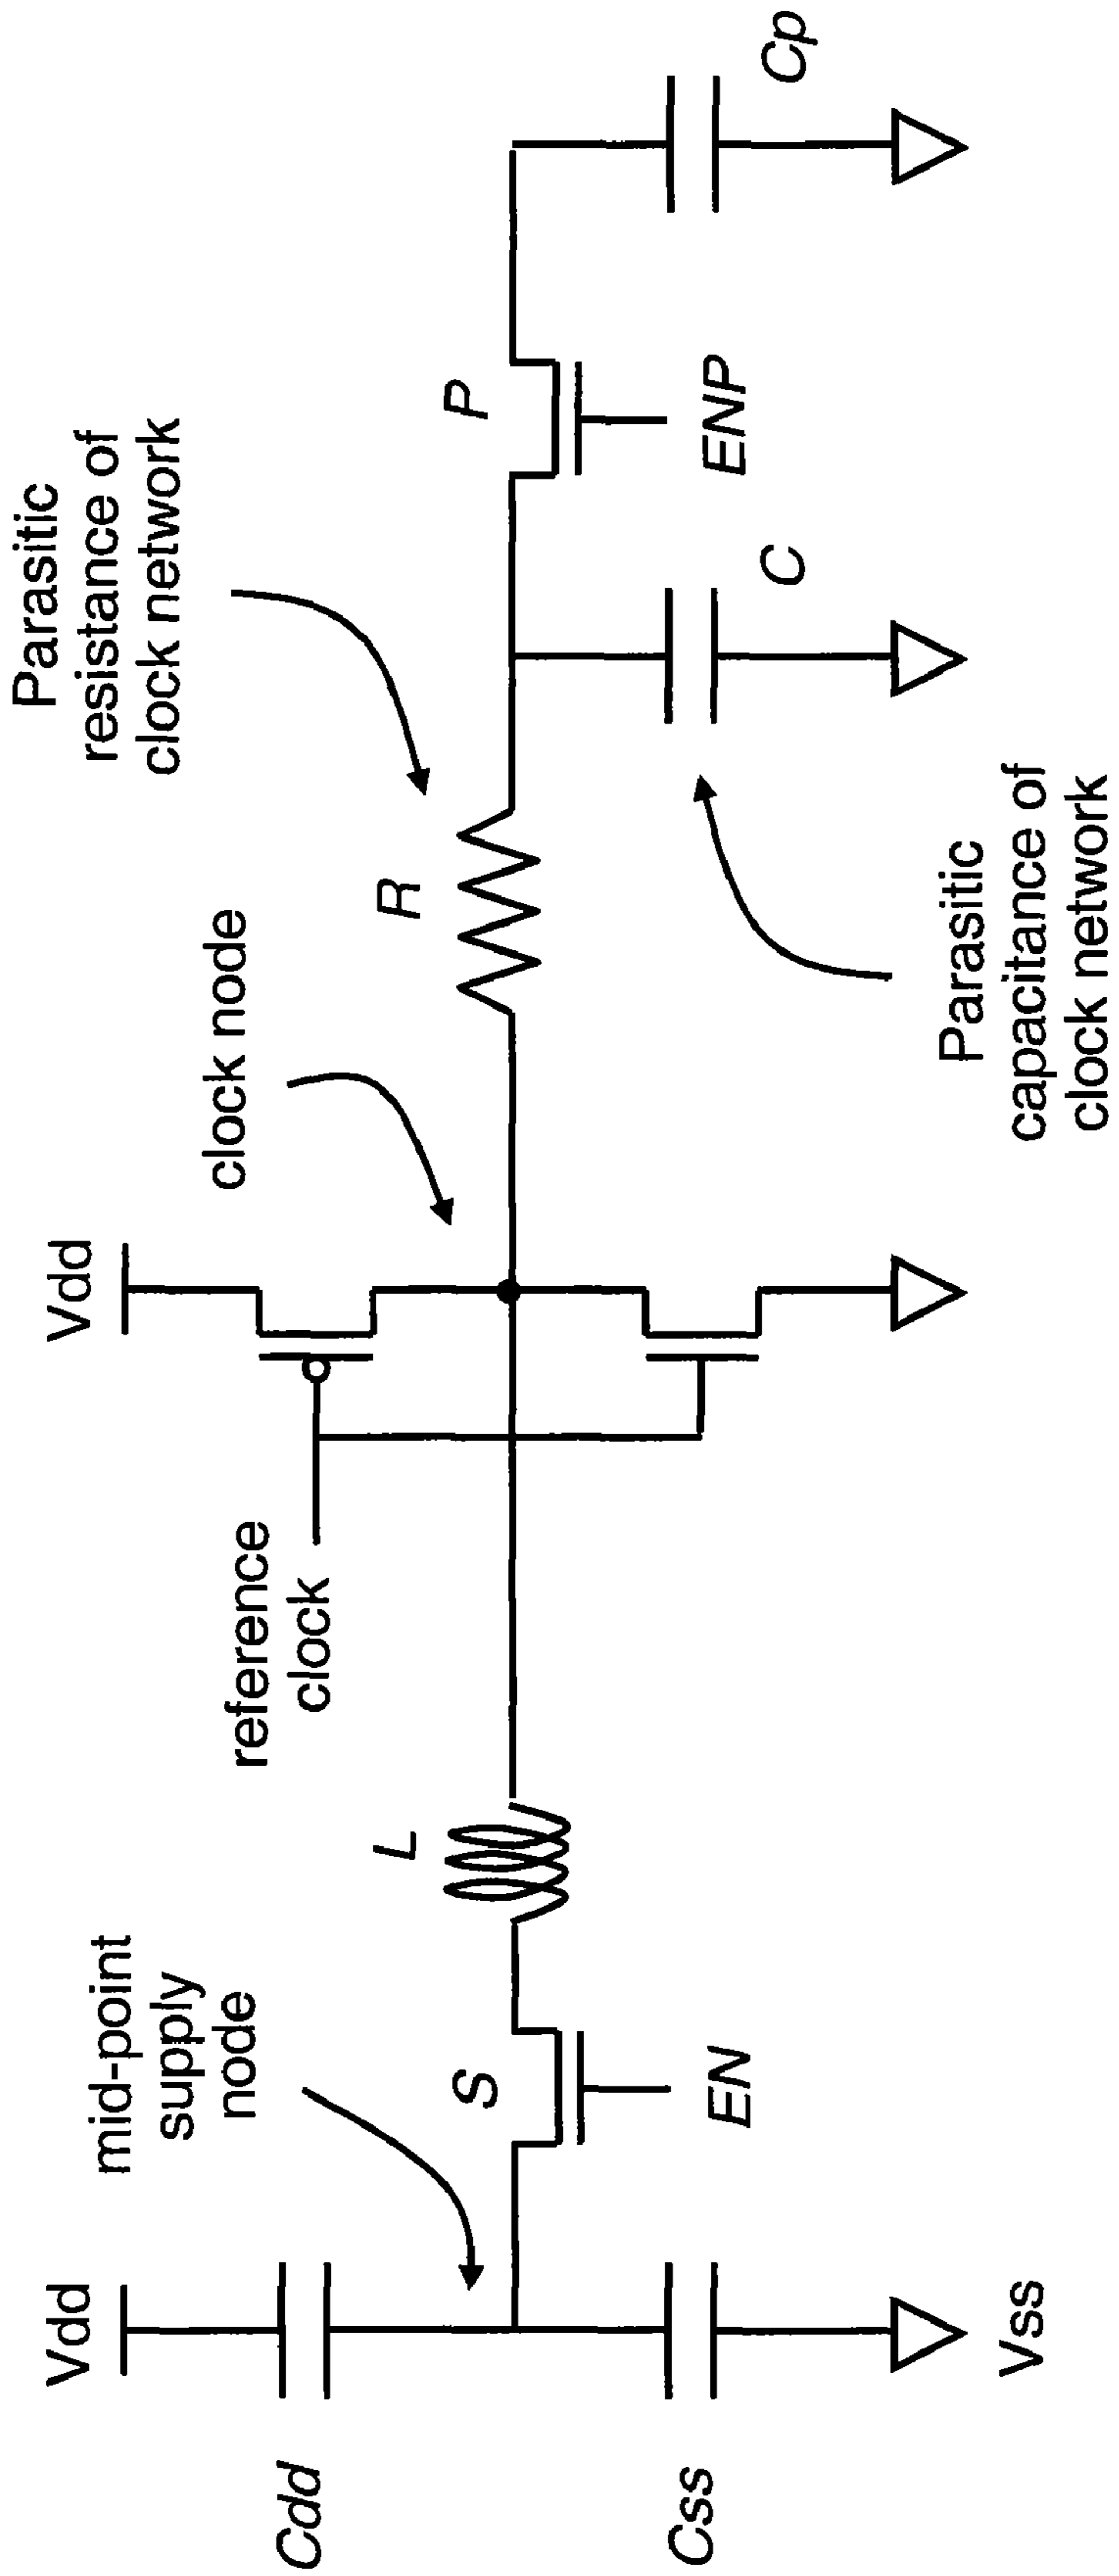 Vdd
Cdd
mid-point
supply
node
S
EN
Css
Vss
L
reference
clock
Vdd
clock node
R
Parasitic
resistance of
clock network
Parasitic
capacitance of
clock network
C
P
ENP
Cp